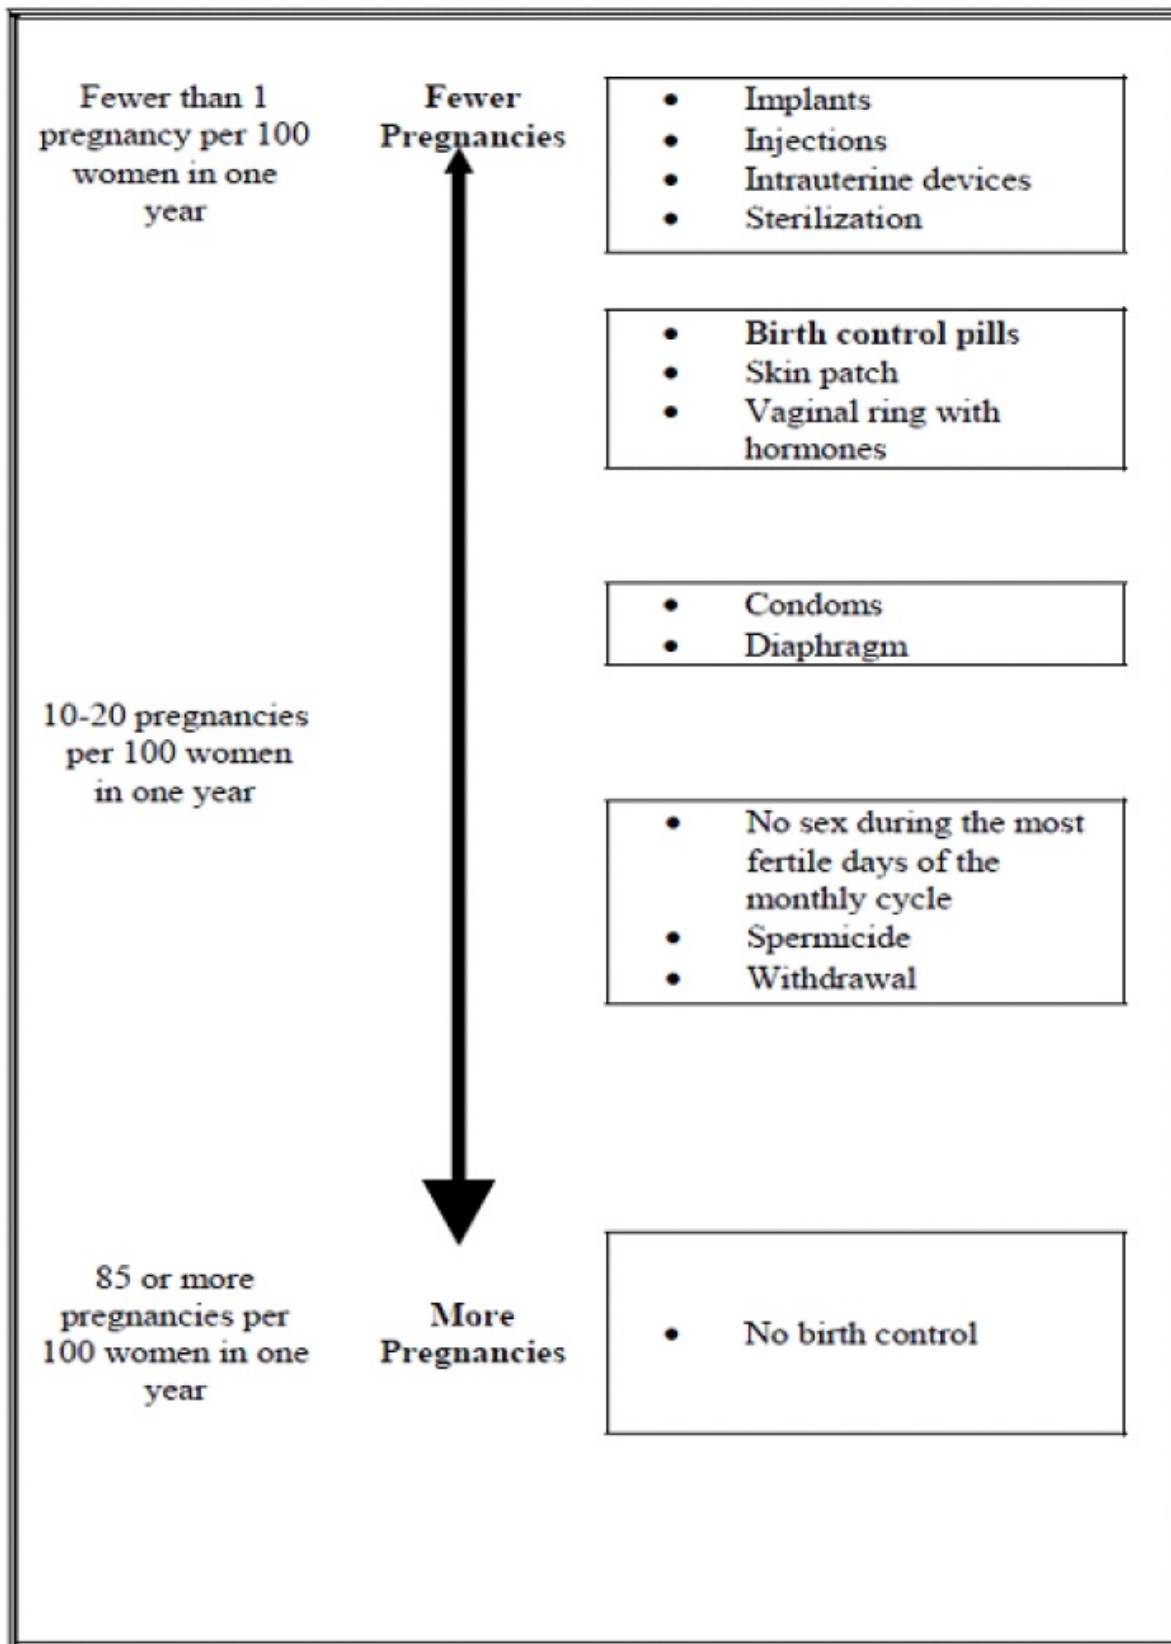 Fewer than 1
pregnancy per 100
women in one
year
Fewer
Pregnancies
• Implants
• Injections
• Intrauterine devices
• Sterilization
• Birth control pills
• Skin patch
• Vaginal ring with
hormones
• Condoms
• Diaphragm
10-20 pregnancies
per 100 women
in one year
• No sex during the most
fertile days of the
monthly cycle
• Spermicide
• Withdrawal
85 or more
pregnancies per
100 women in one
year
More
Pregnancies
• No birth control